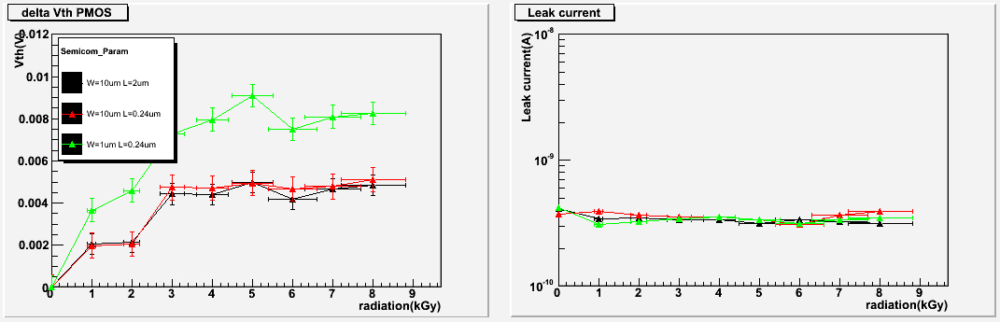 delta Vth PMOS
Vth(V)
0.012
0.01
0.008
0.006
0.004
0.002
0
Semicom_Param
W=10um L=2um
W=10um L=0.24um
W=1um L=0.24um
0 1 2 3 4 5 6 7 8 9
radiation(kGy)
Leak current
Leak current(A)
10^-8
10^-9
10^-10
0 1 2 3 4 5 6 7 8 9
radiation(kGy)